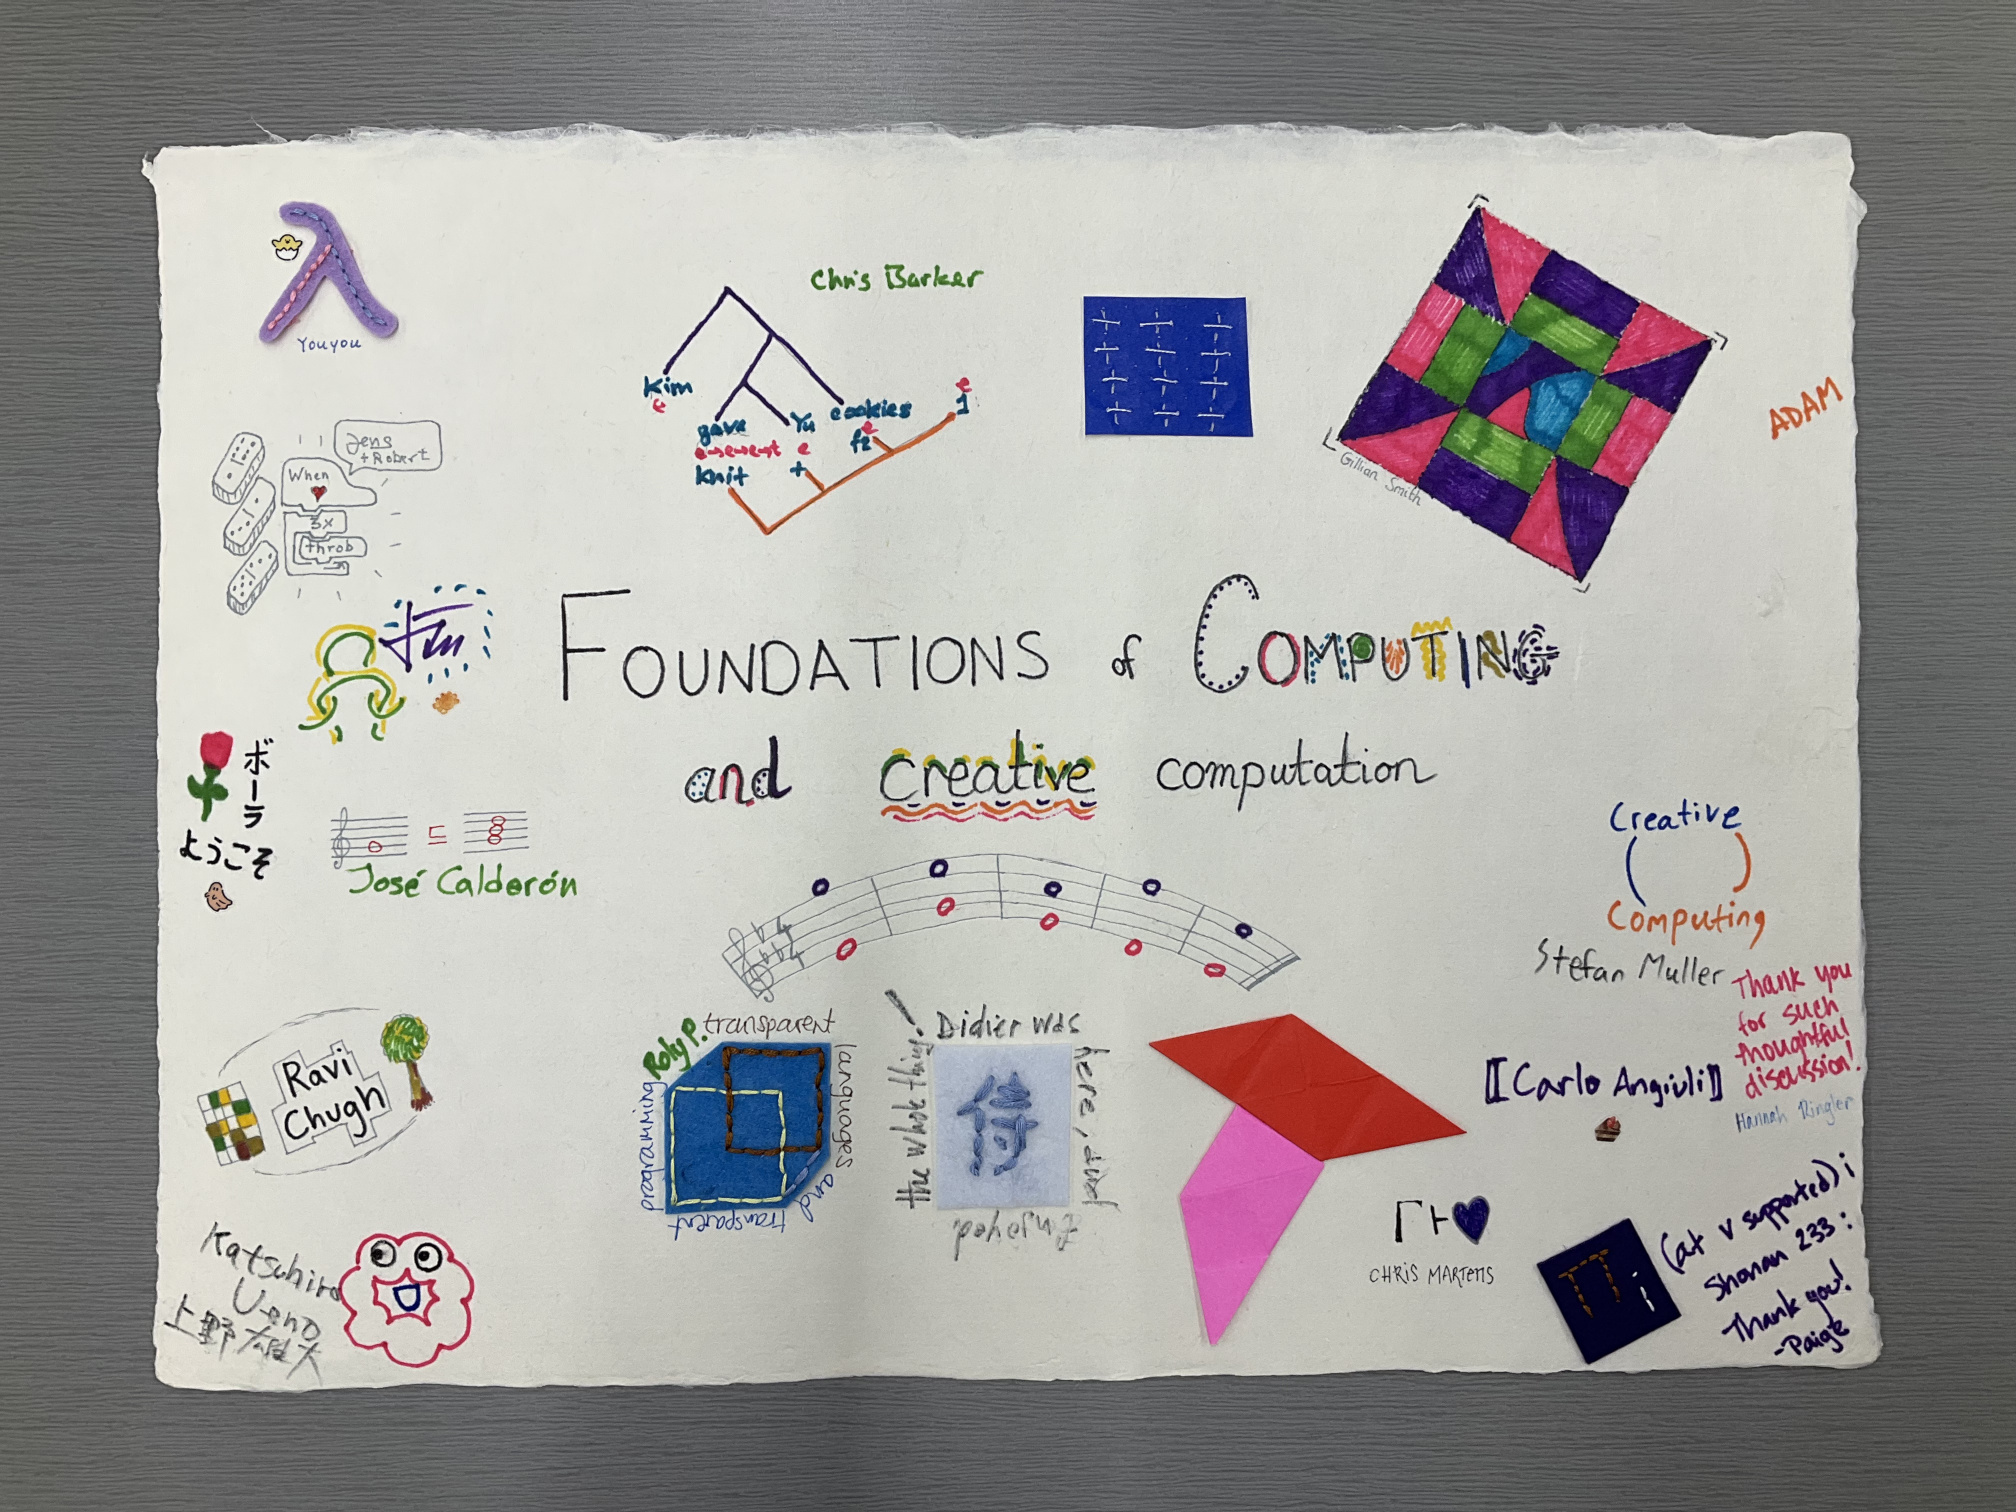 λ
Youyou
Chris Barker
Kim
e
gave
Yu
cookies
e
1
e→e→e→t
e
e
knit
+
fz
Gillian Smith
ADAM
Jens
+Robert
When
3x
throb
FOUNDATIONS of COMPUTING
and creative computation
ボーラ
ようこそ
⊑
José Calderón
Creative
Computing
Stefan Muller
Thank you
for such
thoughtful
discussion!
Hannah Ringler
⟦Carlo Angiuli⟧
Ravi
Chugh
Roly P.
transparent
languages and
transparent
programming
Didier was
here, and
Enjoyed
the whole thing!
Γ⊢
CHRIS MARTENS
Katsuhiro
Ueno
上野雄大
Π i
(at v supported) i
Shonan 233:
Thank you!
-Paige